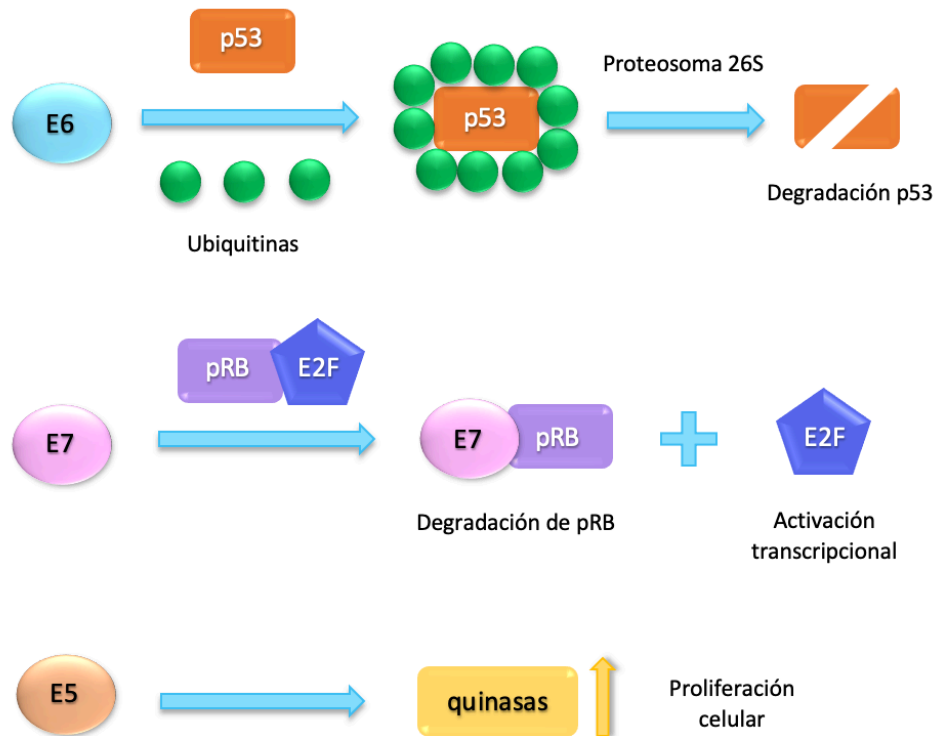 p53
E6
p53
Proteosoma 26S
Ubiquitinas
Degradación p53
pRB
E2F
E7
E7
pRB
E2F
Degradación de pRB
Activación
transcripcional
E5
quinasas
Proliferación
celular